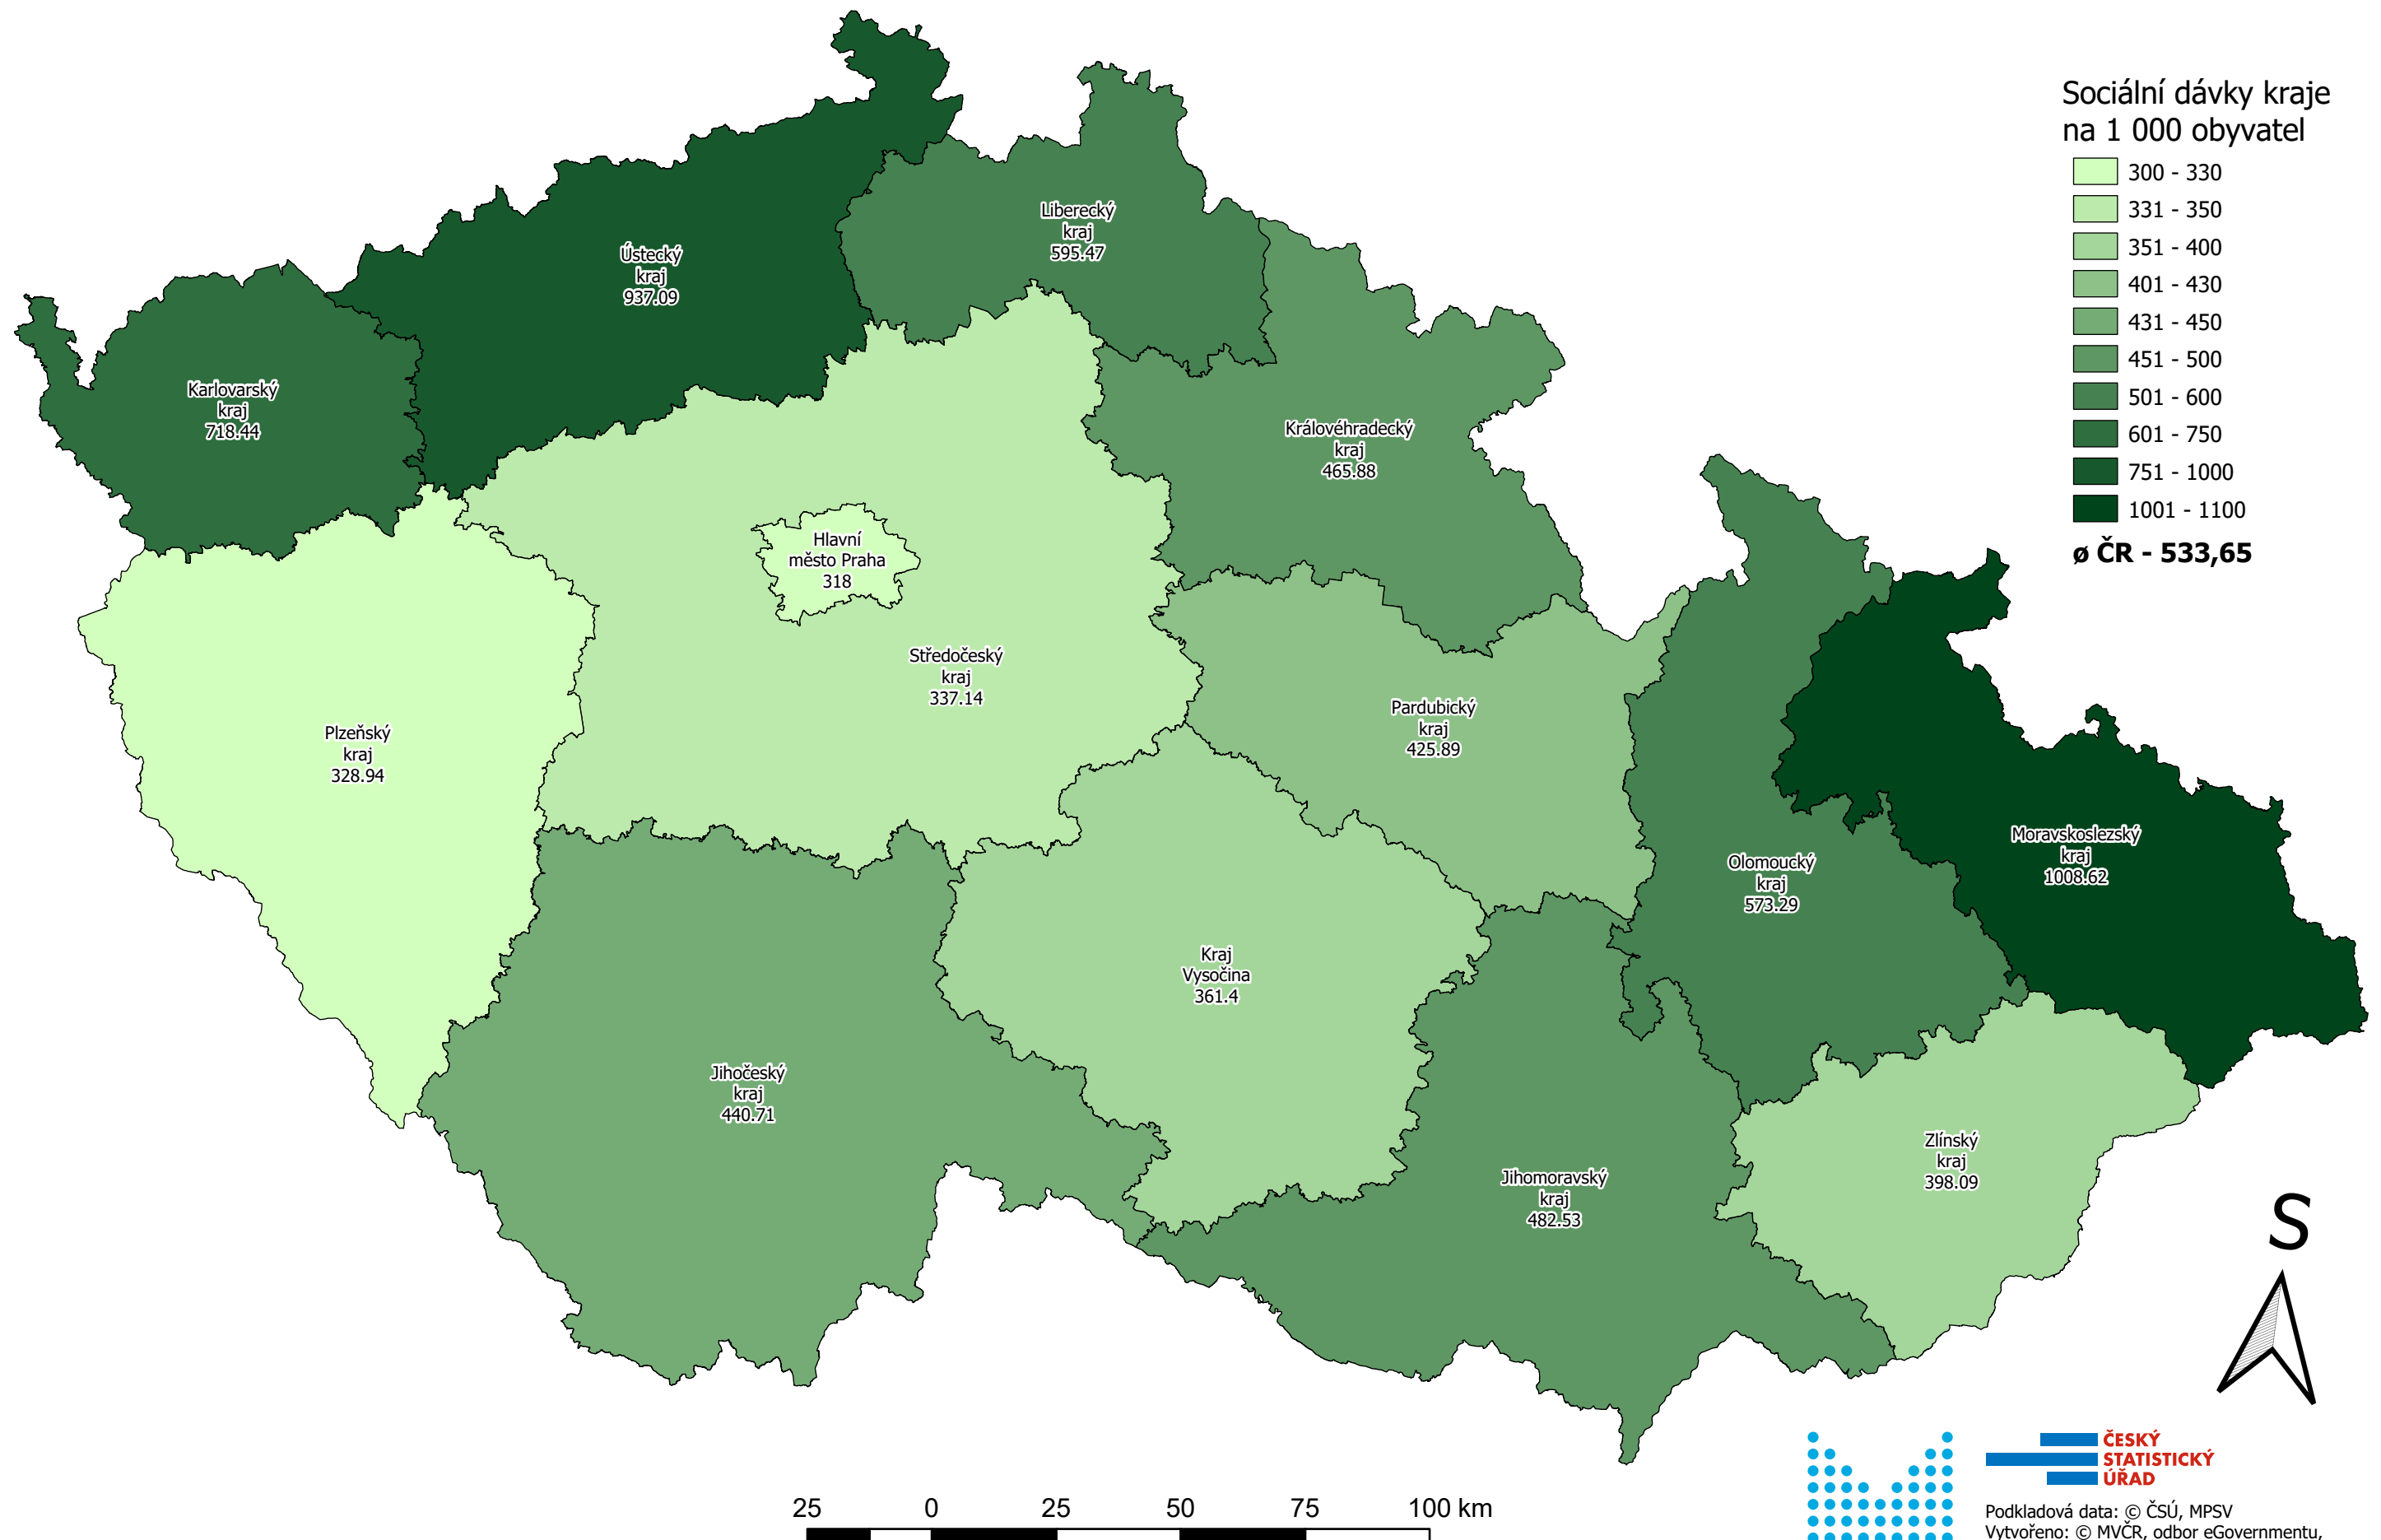 Sociální dávky kraje
na 1 000 obyvatel
300 - 330
331 - 350
351 - 400
401 - 430
431 - 450
451 - 500
501 - 600
601 - 750
751 - 1000
1001 - 1100
ø ČR - 533,65
Liberecký
kraj
595.47
Ústecký
kraj
937.09
Karlovarský
kraj
718.44
Královéhradecký
kraj
465.88
Hlavní
město Praha
318
Středočeský
kraj
337.14
Pardubický
kraj
425.89
Plzeňský
kraj
328.94
Moravskoslezský
kraj
1008.62
Olomoucký
kraj
573.29
Kraj
Vysočina
361.4
Jihočeský
kraj
440.71
Zlínský
kraj
398.09
Jihomoravský
kraj
482.53
S
ČESKÝ
STATISTICKÝ
ÚŘAD
25 0 25 50 75 100 km
Podkladová data: © ČSÚ, MPSV
Vytvořeno: © MVČR, odbor eGovernmentu,